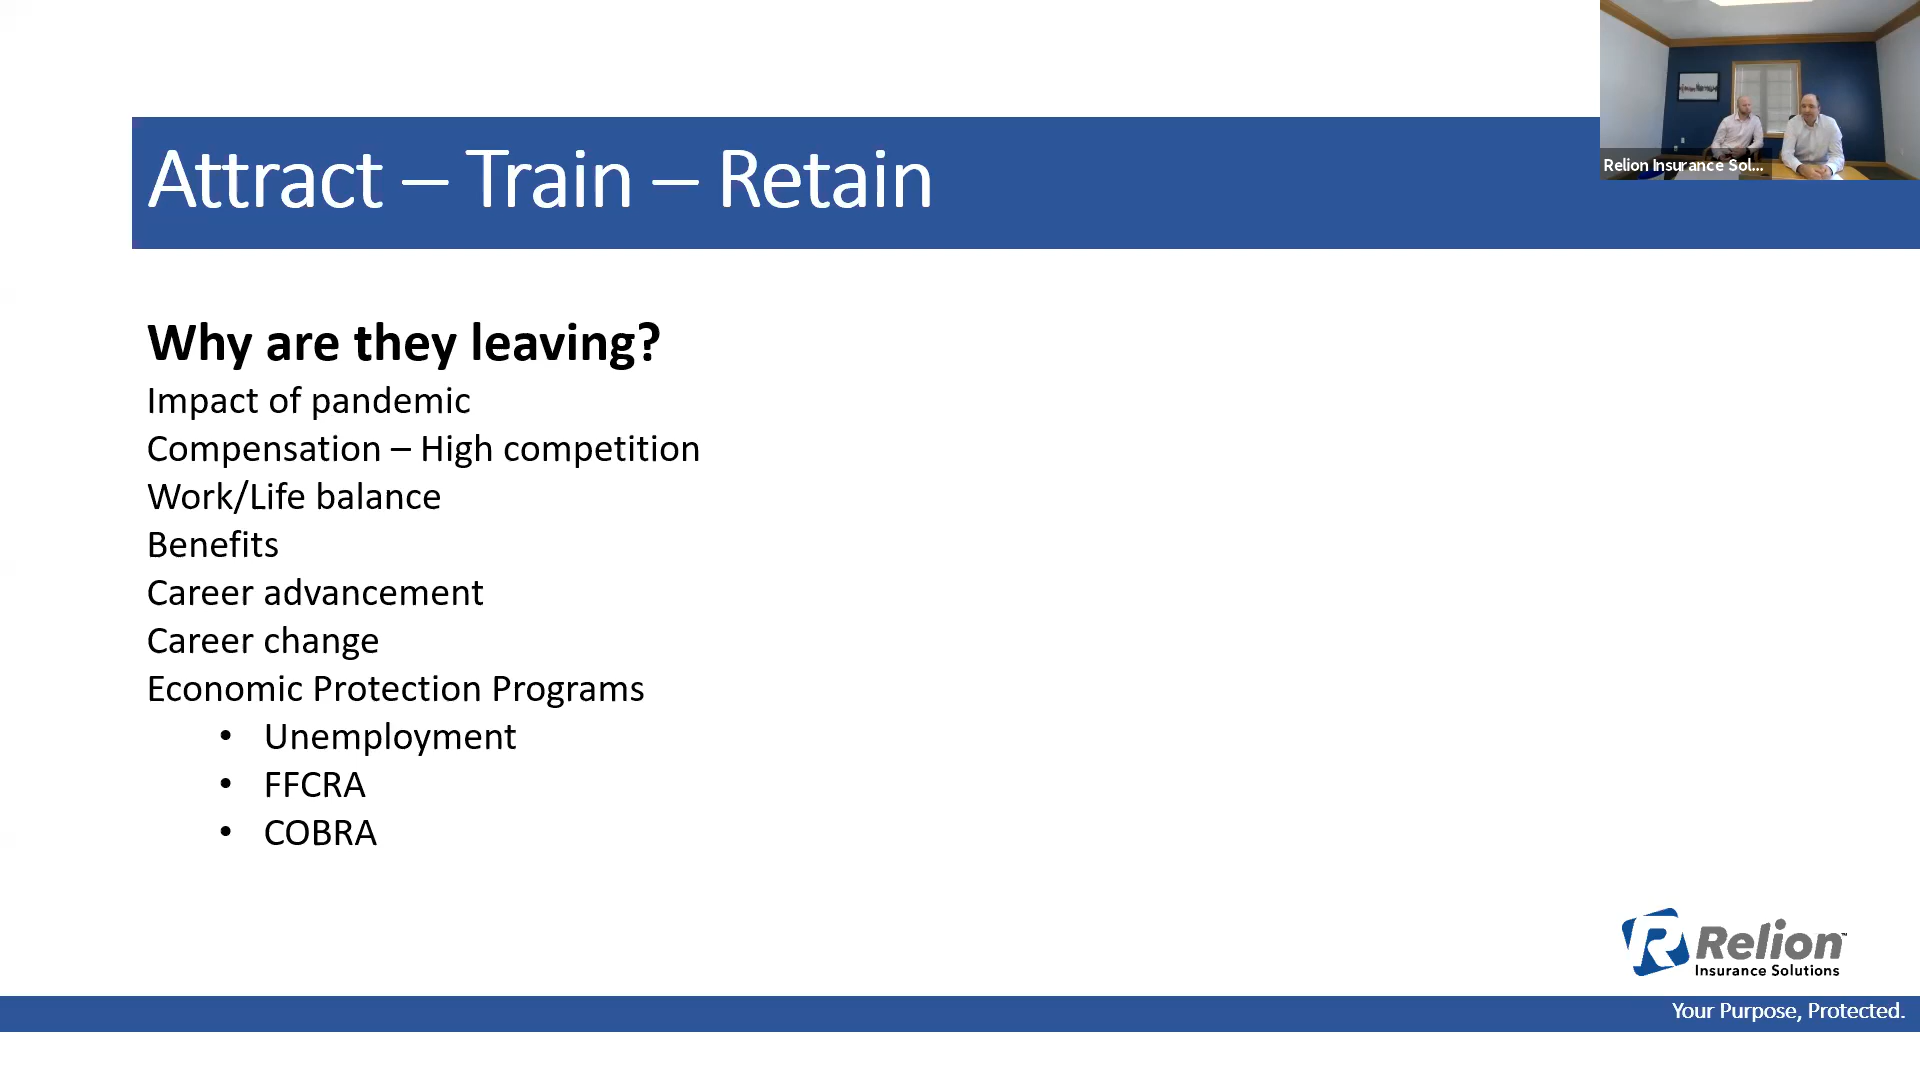 Attract – Train – Retain
Relion Insurance Sol...
Why are they leaving?
Impact of pandemic
Compensation – High competition
Work/Life balance
Benefits
Career advancement
Career change
Economic Protection Programs
• Unemployment
• FFCRA
• COBRA
Relion™
Insurance Solutions
Your Purpose, Protected.